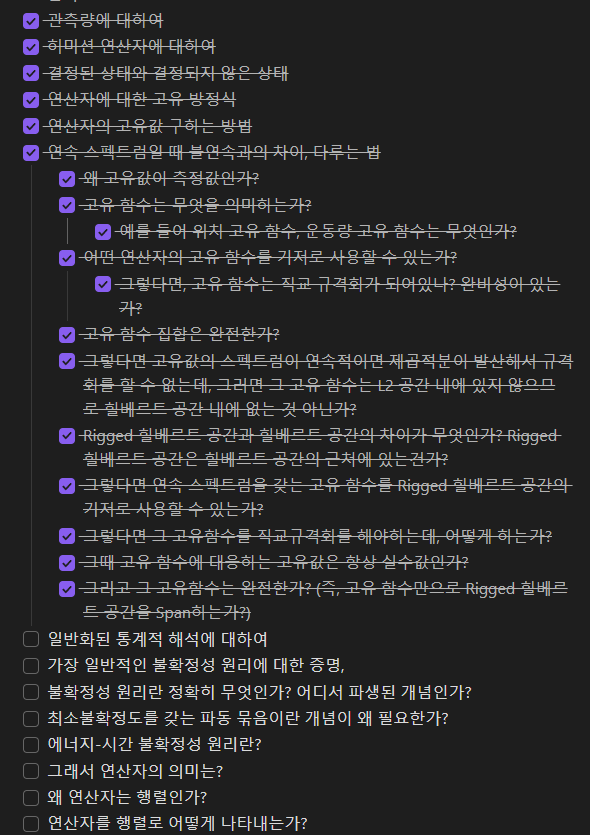 관측량에 대하여
허미션 연산자에 대하여
결정된 상태와 결정되지 않은 상태
연산자에 대한 고유 방정식
연산자의 고유값 구하는 방법
연속 스펙트럼일 때 불연속과의 차이, 다루는 법
왜 고유값이 측정값인가?
고유 함수는 무엇을 의미하는가?
예를 들어 위치 고유 함수, 운동량 고유 함수는 무엇인가?
어떤 연산자의 고유 함수를 기저로 사용할 수 있는가?
그렇다면, 고유 함수는 직교 규격화가 되어있나? 완비성이 있는
가?
고유 함수 집합은 완전한가?
그렇다면 고유값의 스펙트럼이 연속적이면 제곱적분이 발산해서 규격
화를 할 수 없는데, 그러면 그 고유 함수는 L2 공간 내에 있지 않으므
로 힐베르트 공간 내에 없는 것 아닌가?
Rigged 힐베르트 공간과 힐베르트 공간의 차이가 무엇인가? Rigged
힐베르트 공간은 힐베르트 공간의 근처에 있는건가?
그렇다면 연속 스펙트럼을 갖는 고유 함수를 Rigged 힐베르트 공간의
기저로 사용할 수 있는가?
그렇다면 그 고유함수를 직교규격화를 해야하는데, 어떻게 하는가?
그때 고유 함수에 대응하는 고유값은 항상 실수값인가?
그리고 그 고유함수는 완전한가? (즉, 고유 함수만으로 Rigged 힐베르
트 공간을 Span하는가?)
일반화된 통계적 해석에 대하여
가장 일반적인 불확정성 원리에 대한 증명,
불확정성 원리란 정확히 무엇인가? 어디서 파생된 개념인가?
최소불확정도를 갖는 파동 묶음이란 개념이 왜 필요한가?
에너지-시간 불확정성 원리란?
그래서 연산자의 의미는?
왜 연산자는 행렬인가?
연산자를 행렬로 어떻게 나타내는가?